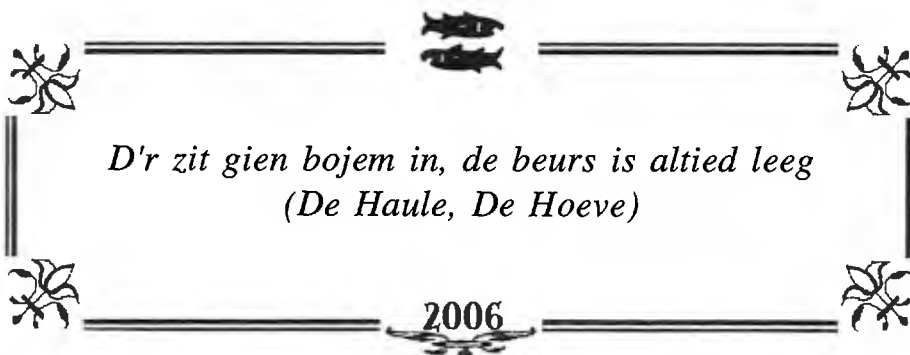 D'r zit gien bojem in, de beurs is altied leeg
(De Haule, De Hoeve)
2006